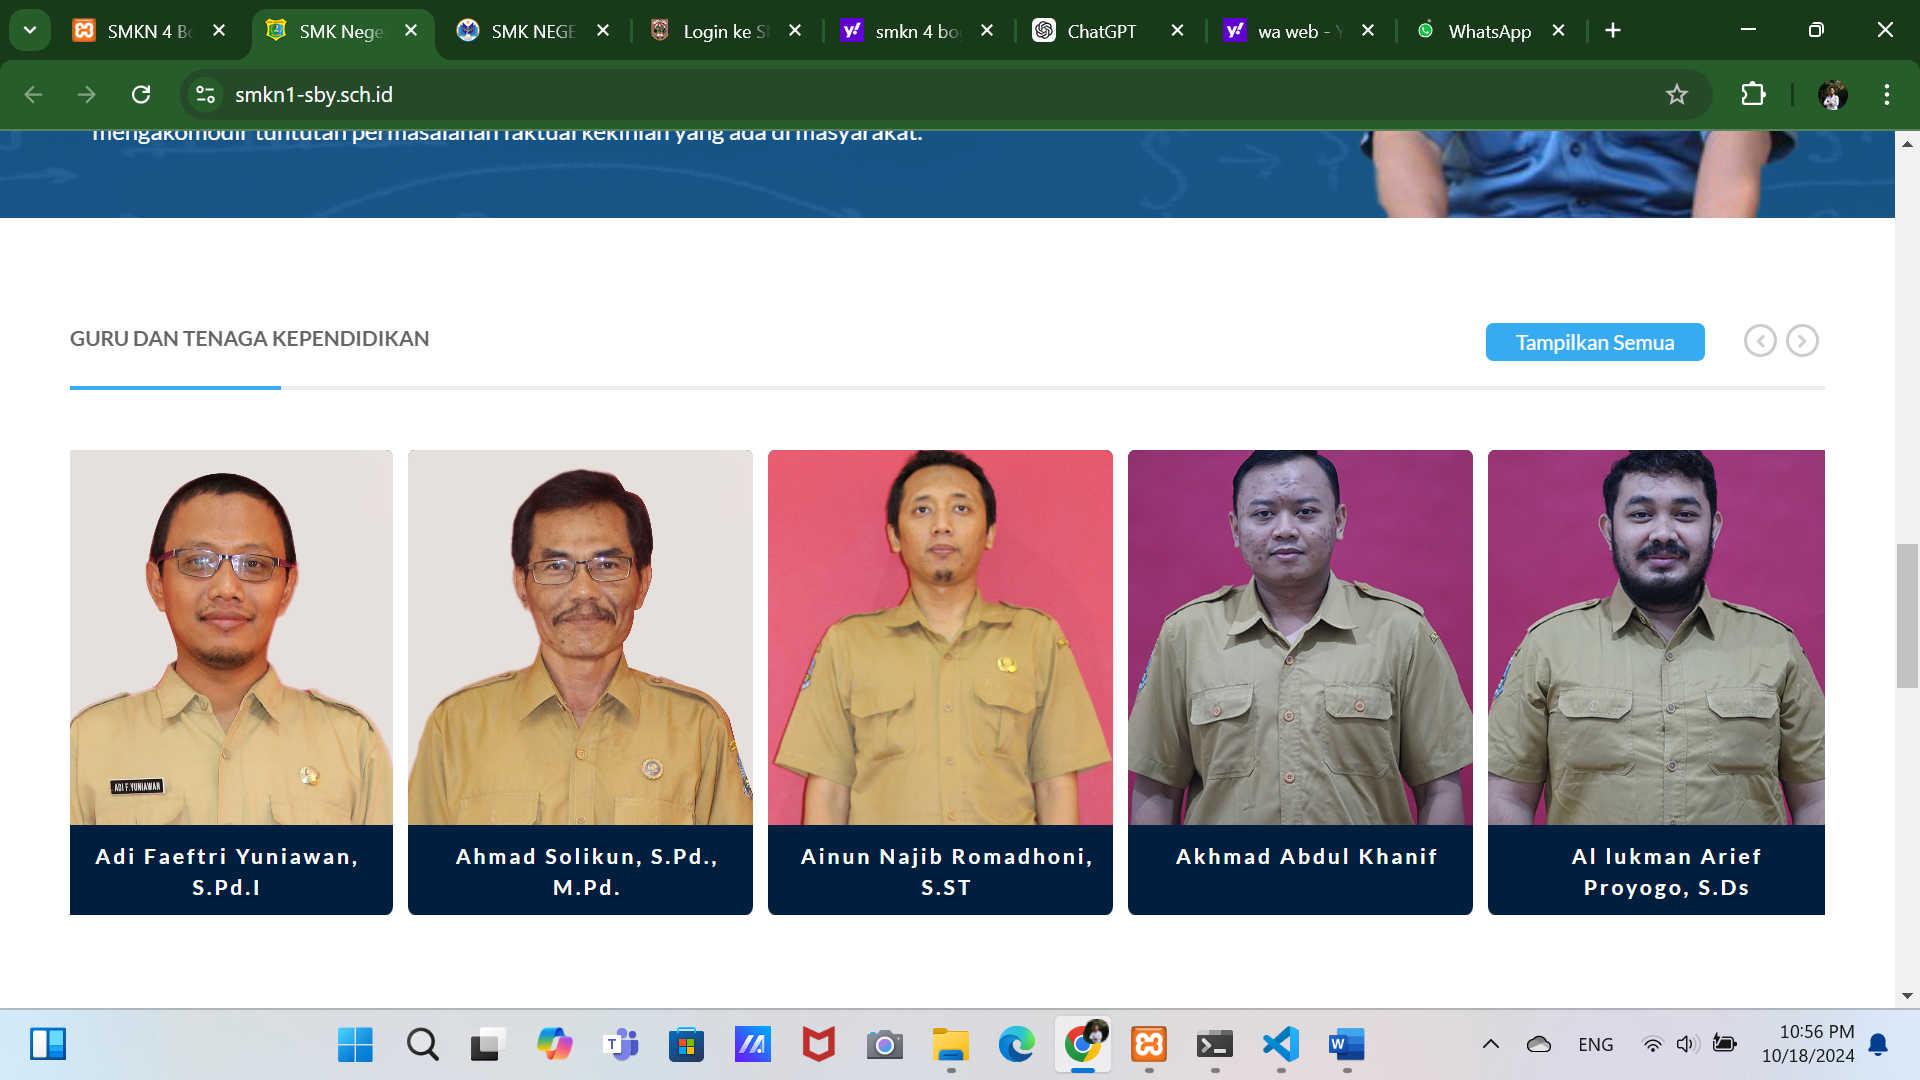 SMKN 4 Bo
SMK Nege
SMK NEGE
Login ke S
smkn 4 bo
ChatGPT
wa web -
WhatsApp
smkn1-sby.sch.id
mengakomodir tuntutan permasalahan faktual kekinian yang ada di masyarakat.
GURU DAN TENAGA KEPENDIDIKAN
Tampilkan Semua
ADI F.YUNIAWAN
Adi Faeftri Yuniawan,
S.Pd.I
Ahmad Solikun, S.Pd.,
M.Pd.
Ainun Najib Romadhoni,
S.ST
Akhmad Abdul Khanif
Al lukman Arief
Proyogo, S.Ds
ENG
10:56 PM
10/18/2024